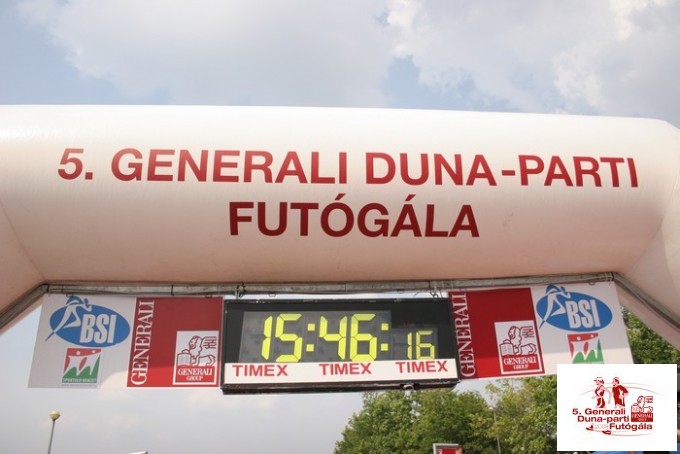 5. GENERALI DUNA-PARTI
FUTÓGÁLA
BSI
GENERALI
GENERALI
GROUP
15:46:16
TIMEX TIMEX TIMEX
GENERALI
GENERALI
GROUP
BSI
5. Generali
Duna-parti
Futógála
GENERALI